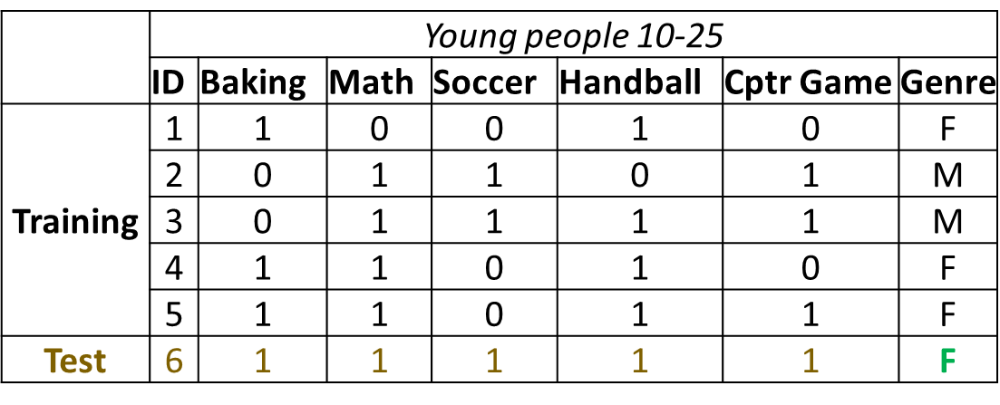 Young people 10-25
ID Baking Math Soccer Handball Cptr Game Genre
1 1 0 0 1 0 F
2 0 1 1 0 1 M
Training 3 0 1 1 1 1 M
4 1 1 0 1 0 F
5 1 1 0 1 1 F
Test 6 1 1 1 1 1 F